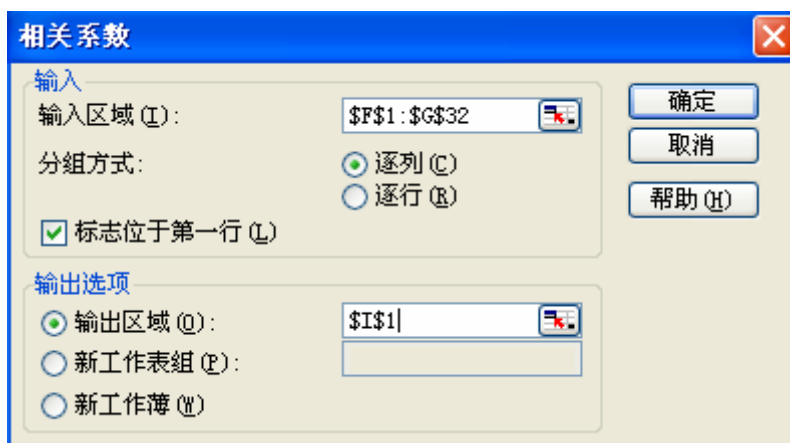 相关系数
输入
输入区域(I): $F$1:$G$32
分组方式: 逐列(C)
逐行(R)
标志位于第一行(L)
输出选项
输出区域(O): $I$1
新工作表组(P):
新工作薄(W)
确定
取消
帮助(H)